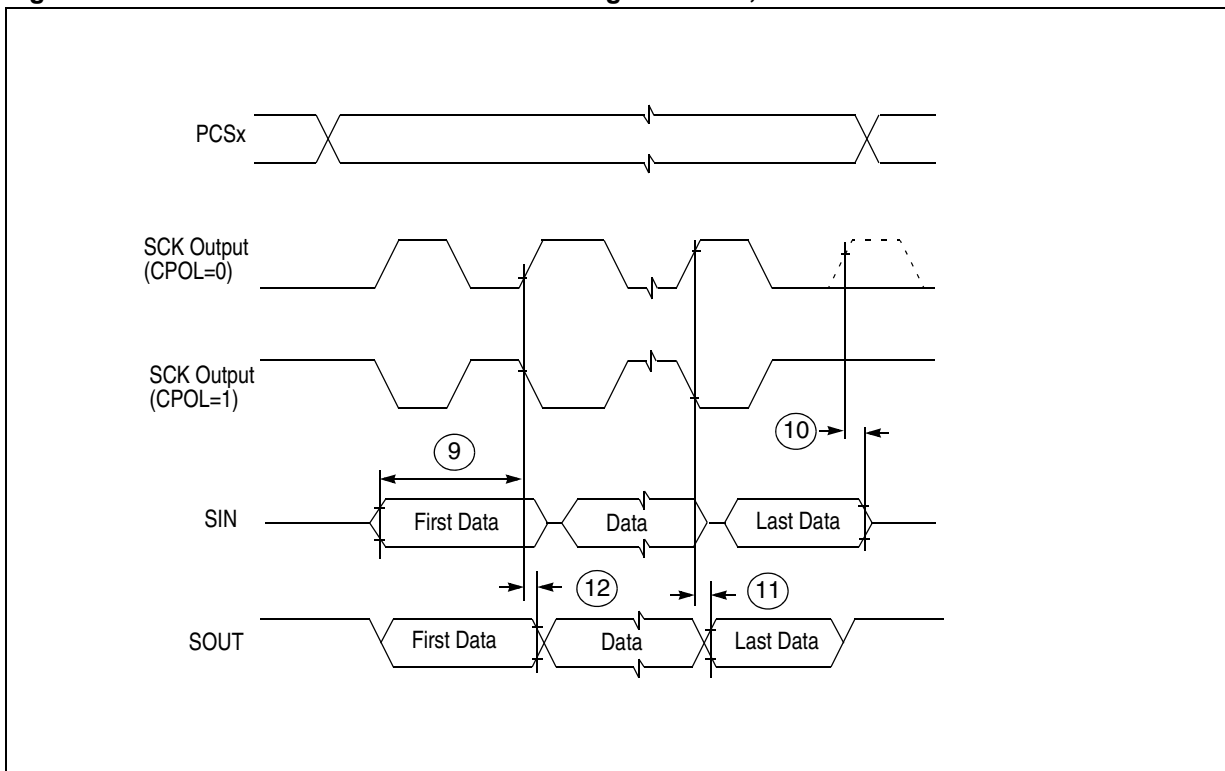 PCSx
SCK Output
(CPOL=0)
SCK Output
(CPOL=1)
10
9
SIN
First Data
Data
Last Data
12
11
SOUT
First Data
Data
Last Data